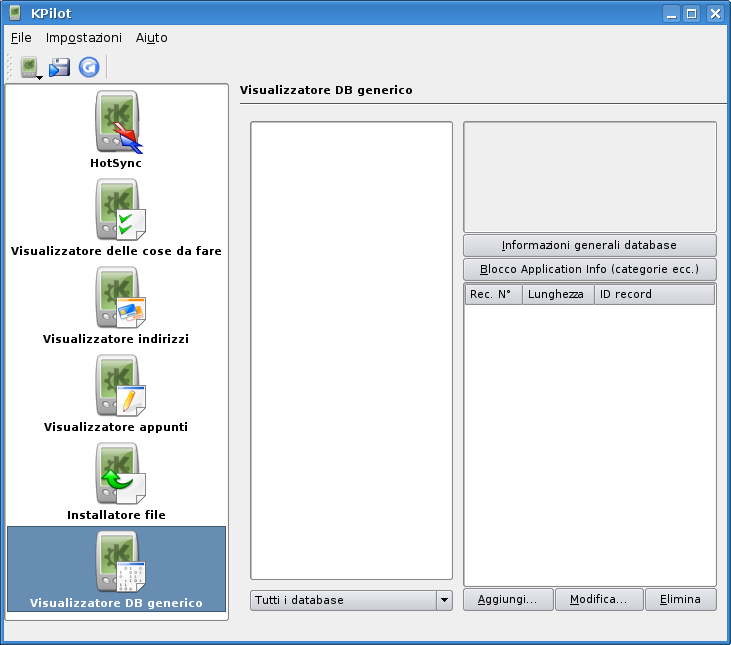 KPilot
File Impostazioni Aiuto
HotSync
Visualizzatore delle cose da fare
Visualizzatore indirizzi
Visualizzatore appunti
Installatore file
Visualizzatore DB generico
Visualizzatore DB generico
Tutti i database
Informazioni generali database
Blocco Application Info (categorie ecc.)
Rec. N° Lunghezza ID record
Aggiungi... Modifica... Elimina